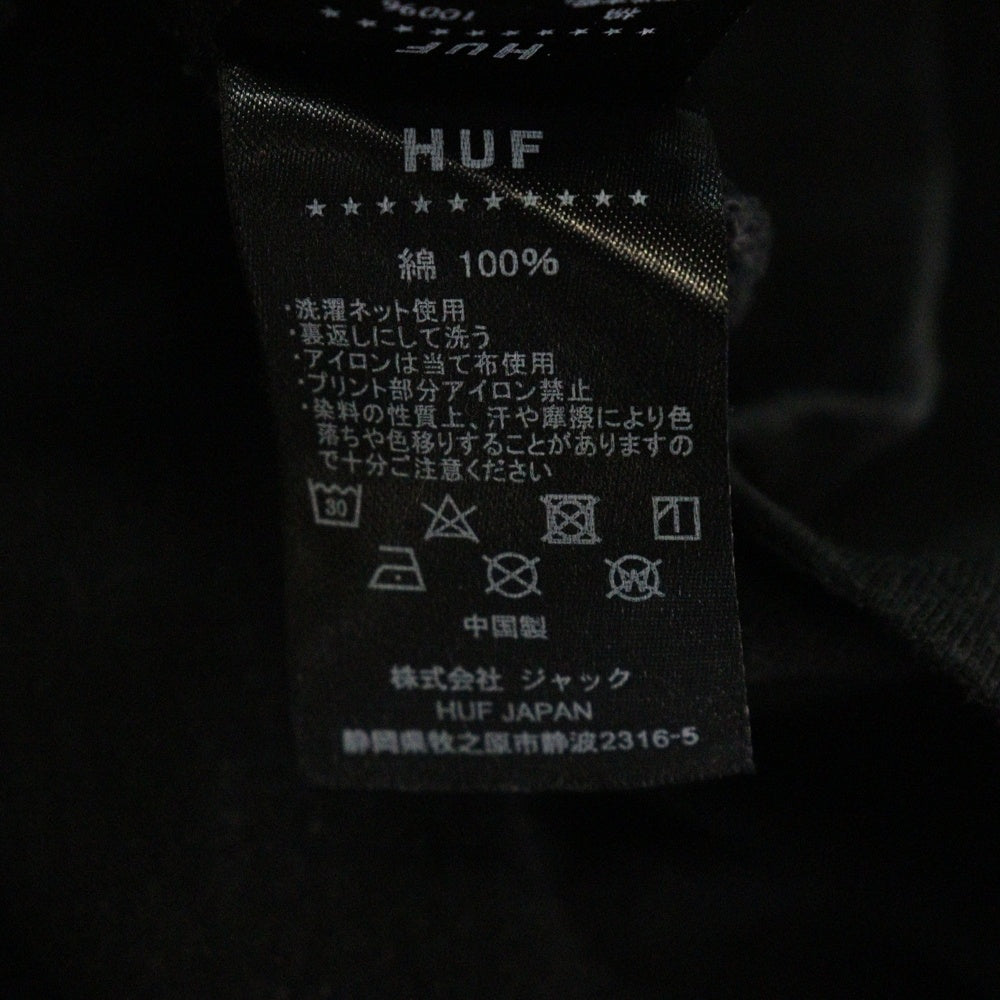 100%
綿
HUF
HUF
綿 100%
・洗濯ネット使用
・裏返しにして洗う
・アイロンは当て布使用
・プリント部分アイロン禁止
・染料の性質上、汗や摩擦により色
落ちや色移りすることがありますの
で十分ご注意ください
30
中国製
株式会社 ジャック
HUF JAPAN
静岡県牧之原市静波2316-5